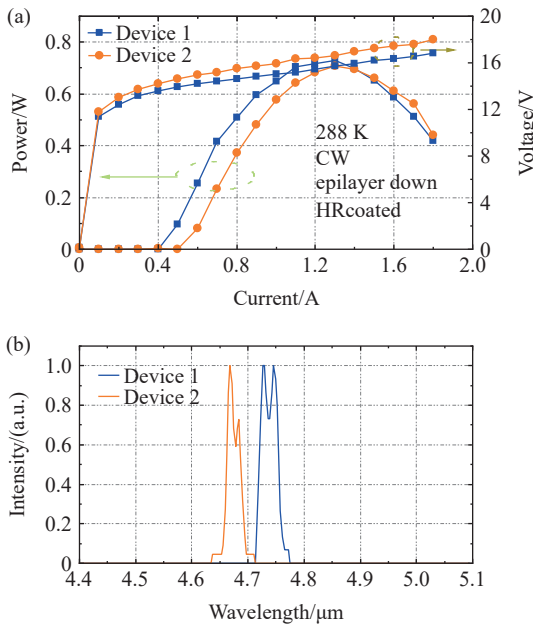 (a)
Device 1
Device 2
Power/W
0.8
0.6
0.4
0.2
0
20
16
12
8
4
0
Voltage/V
288 K
CW
epilayer down
HRcoated
0 0.4 0.8 1.2 1.6 2.0
Current/A
(b)
Device 1
Device 2
Intensity/(a.u.)
1.0
0.8
0.6
0.4
0.2
0
4.4 4.5 4.6 4.7 4.8 4.9 5.0 5.1
Wavelength/μm